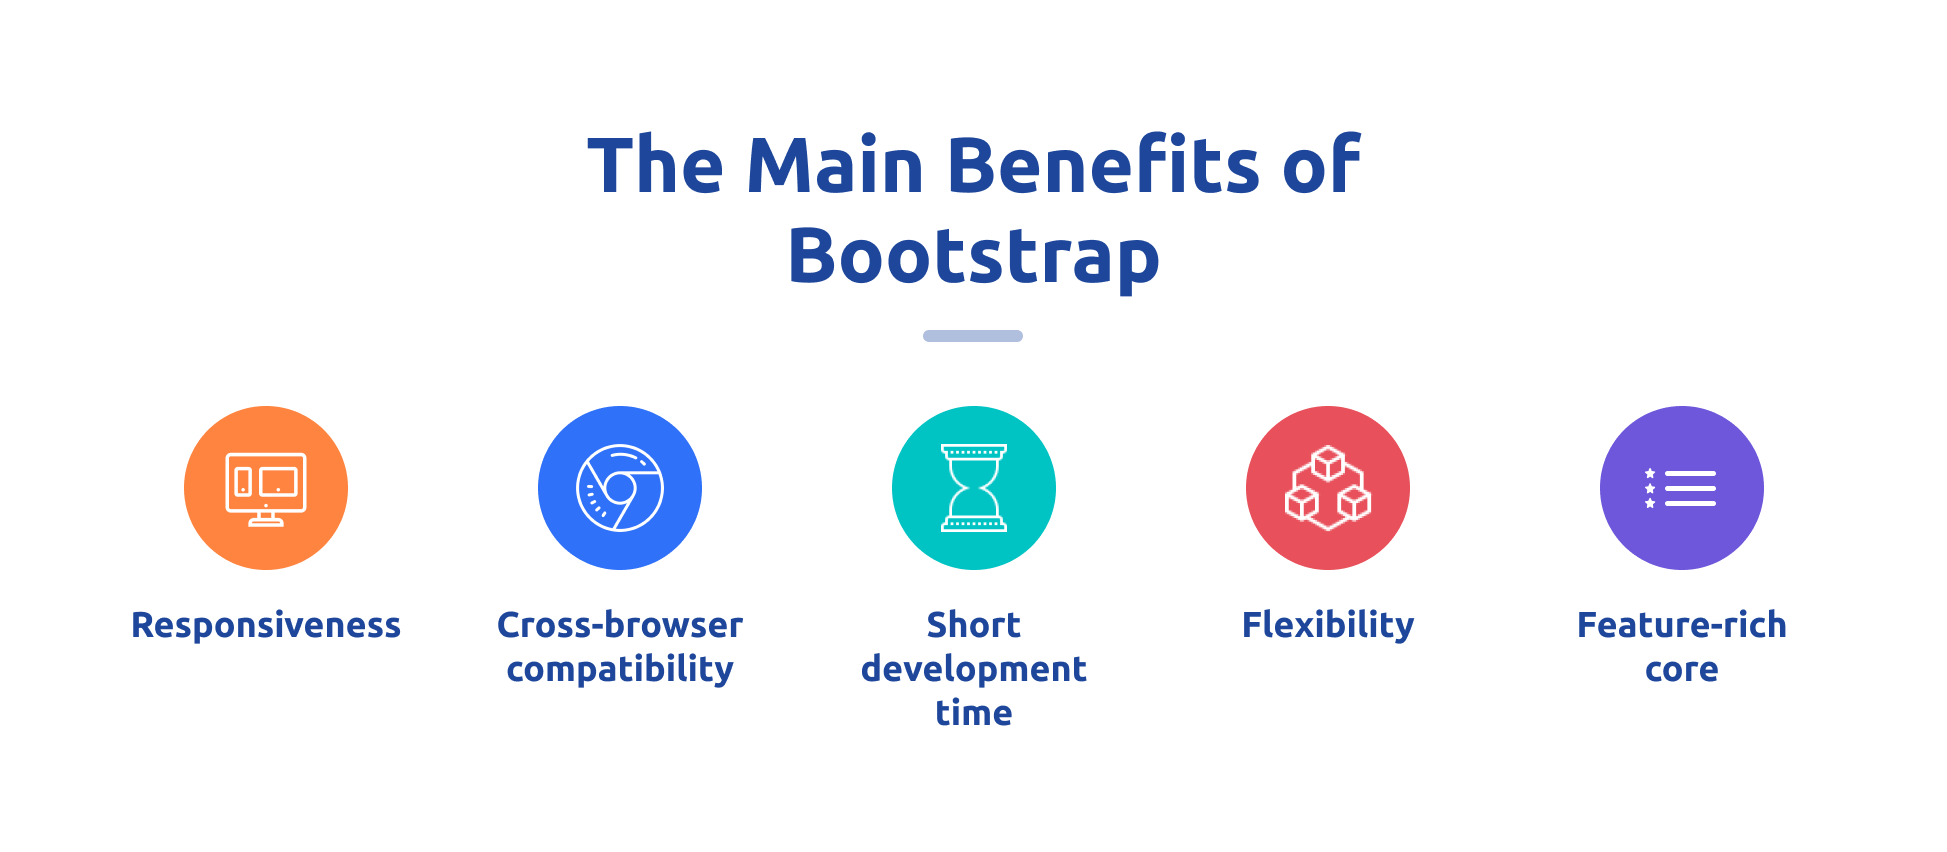 The Main Benefits of
Bootstrap
Responsiveness
Cross-browser
compatibility
Short
development
time
Flexibility
Feature-rich
core